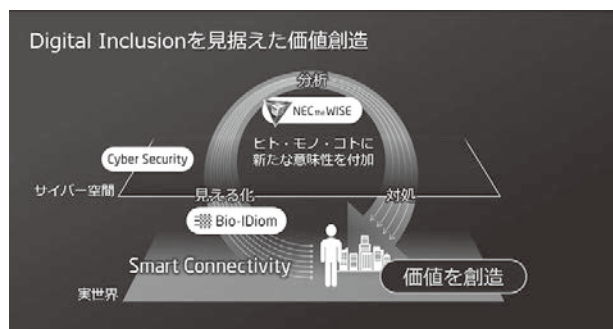 Digital Inclusionを見据えた価値創造
分析
NEC the WISE
ヒト・モノ・コトに
新たな意味性を付加
Cyber Security
サイバー空間
見える化
対処
Bio-IDiom
Smart Connectivity
価値を創造
実世界